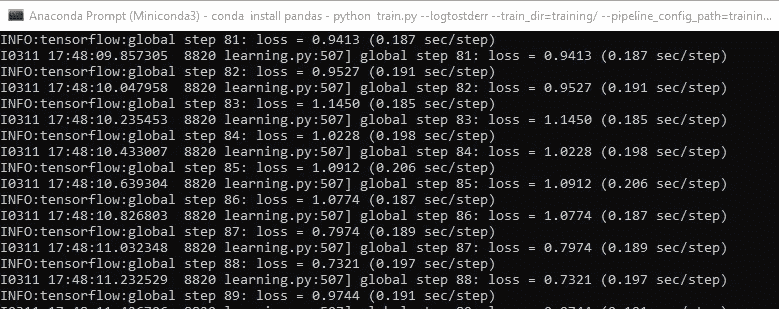 Anaconda Prompt (Miniconda3) - conda  install pandas - python  train.py --logtostderr --train_dir=training/ --pipeline_config_path=trainin...
INFO:tensorflow:global step 81: loss = 0.9413 (0.187 sec/step)
I0311 17:48:09.857305  8820 learning.py:507] global step 81: loss = 0.9413 (0.187 sec/step)
INFO:tensorflow:global step 82: loss = 0.9527 (0.191 sec/step)
I0311 17:48:10.047958  8820 learning.py:507] global step 82: loss = 0.9527 (0.191 sec/step)
INFO:tensorflow:global step 83: loss = 1.1450 (0.185 sec/step)
I0311 17:48:10.235453  8820 learning.py:507] global step 83: loss = 1.1450 (0.185 sec/step)
INFO:tensorflow:global step 84: loss = 1.0228 (0.198 sec/step)
I0311 17:48:10.433007  8820 learning.py:507] global step 84: loss = 1.0228 (0.198 sec/step)
INFO:tensorflow:global step 85: loss = 1.0912 (0.206 sec/step)
I0311 17:48:10.639304  8820 learning.py:507] global step 85: loss = 1.0912 (0.206 sec/step)
INFO:tensorflow:global step 86: loss = 1.0774 (0.187 sec/step)
I0311 17:48:10.826803  8820 learning.py:507] global step 86: loss = 1.0774 (0.187 sec/step)
INFO:tensorflow:global step 87: loss = 0.7974 (0.189 sec/step)
I0311 17:48:11.032348  8820 learning.py:507] global step 87: loss = 0.7974 (0.189 sec/step)
INFO:tensorflow:global step 88: loss = 0.7321 (0.197 sec/step)
I0311 17:48:11.232529  8820 learning.py:507] global step 88: loss = 0.7321 (0.197 sec/step)
INFO:tensorflow:global step 89: loss = 0.9744 (0.191 sec/step)